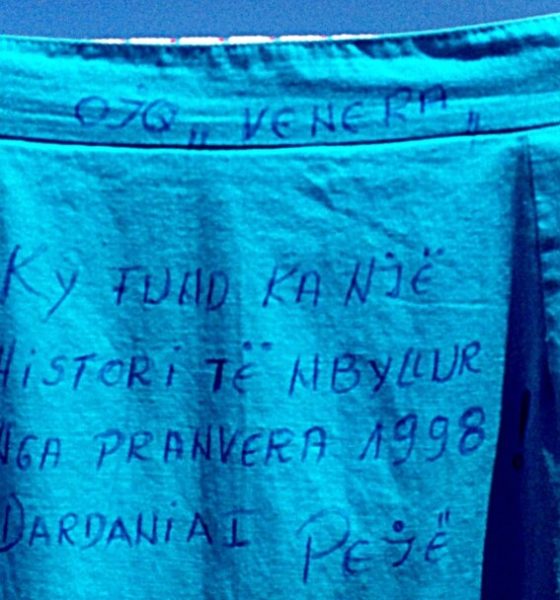 OJQ „ VENERA „
Ky FUND KA NJË
HISTORi TË MBYLLUR
NGA PRANVERA 1998!
DARDANiA I PEJË